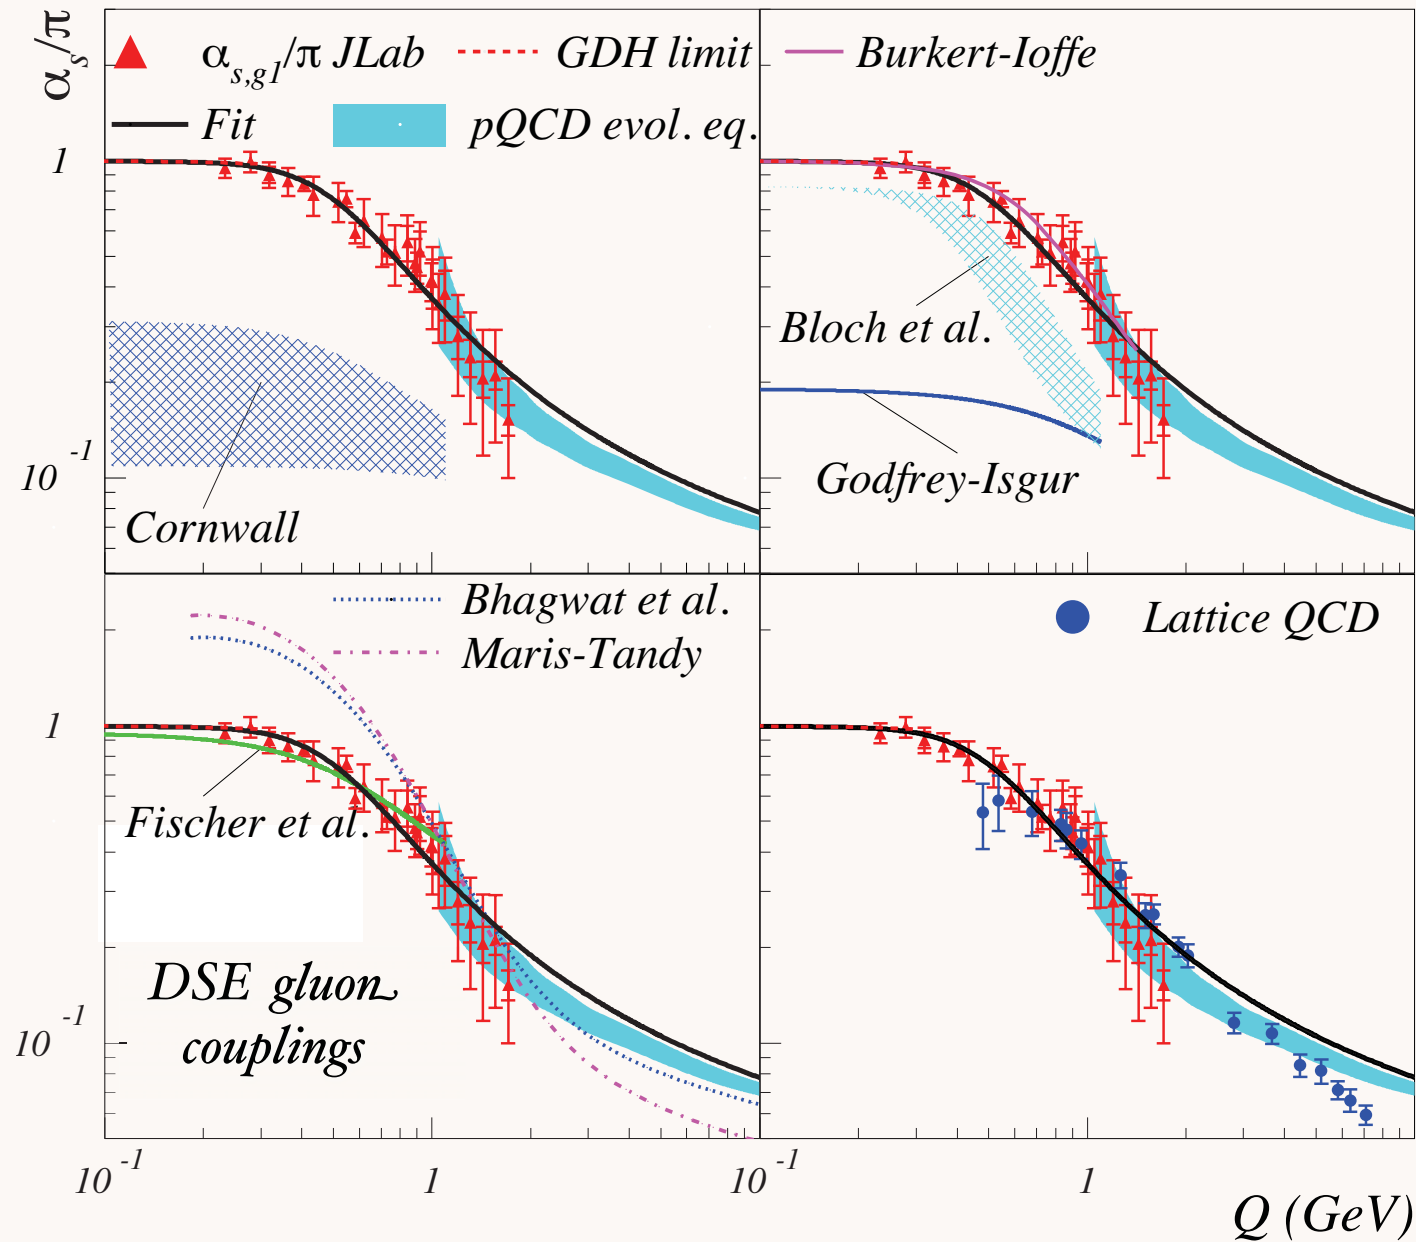 α_s/π
α_{s,g1}/π JLab
GDH limit
Burkert-Ioffe
Fit
pQCD evol. eq.
1
10^-1
Cornwall
Bloch et al.
Godfrey-Isgur
Bhagwat et al.
Maris-Tandy
Lattice QCD
1
Fischer et al.
DSE gluon
couplings
10^-1
10^-1
1
10^-1
1
Q (GeV)